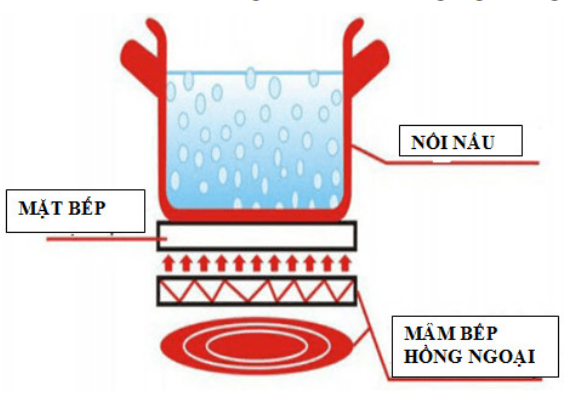 NỒI NẤU
MẶT BẾP
MÂM BẾP
HỒNG NGOẠI